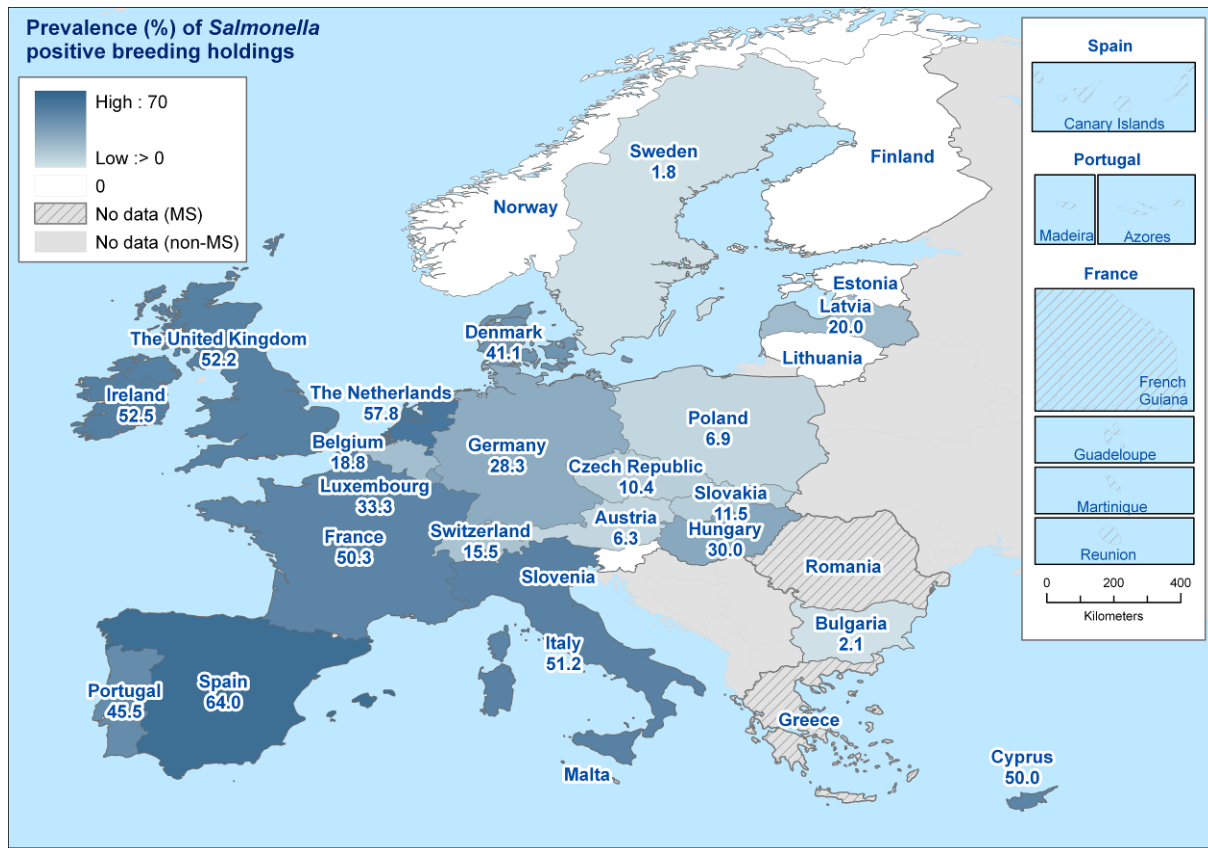 Prevalence (%) of Salmonella
positive breeding holdings
High : 70
Low :> 0
0
No data (MS)
No data (non-MS)
Sweden
1.8
Finland
Norway
Estonia
Latvia
20.0
Lithuania
Denmark
41.1
The United Kingdom
52.2
Ireland
52.5
The Netherlands
57.8
Belgium
18.8
Luxembourg
33.3
Germany
28.3
Poland
6.9
Czech Republic
10.4
Slovakia
11.5
Austria
6.3
Hungary
30.0
France
50.3
Switzerland
15.5
Slovenia
Romania
Bulgaria
2.1
Italy
51.2
Portugal
45.5
Spain
64.0
Greece
Malta
Cyprus
50.0
Spain
Canary Islands
Portugal
Madeira
Azores
France
French
Guiana
Guadeloupe
Martinique
Reunion
0 200 400
Kilometers